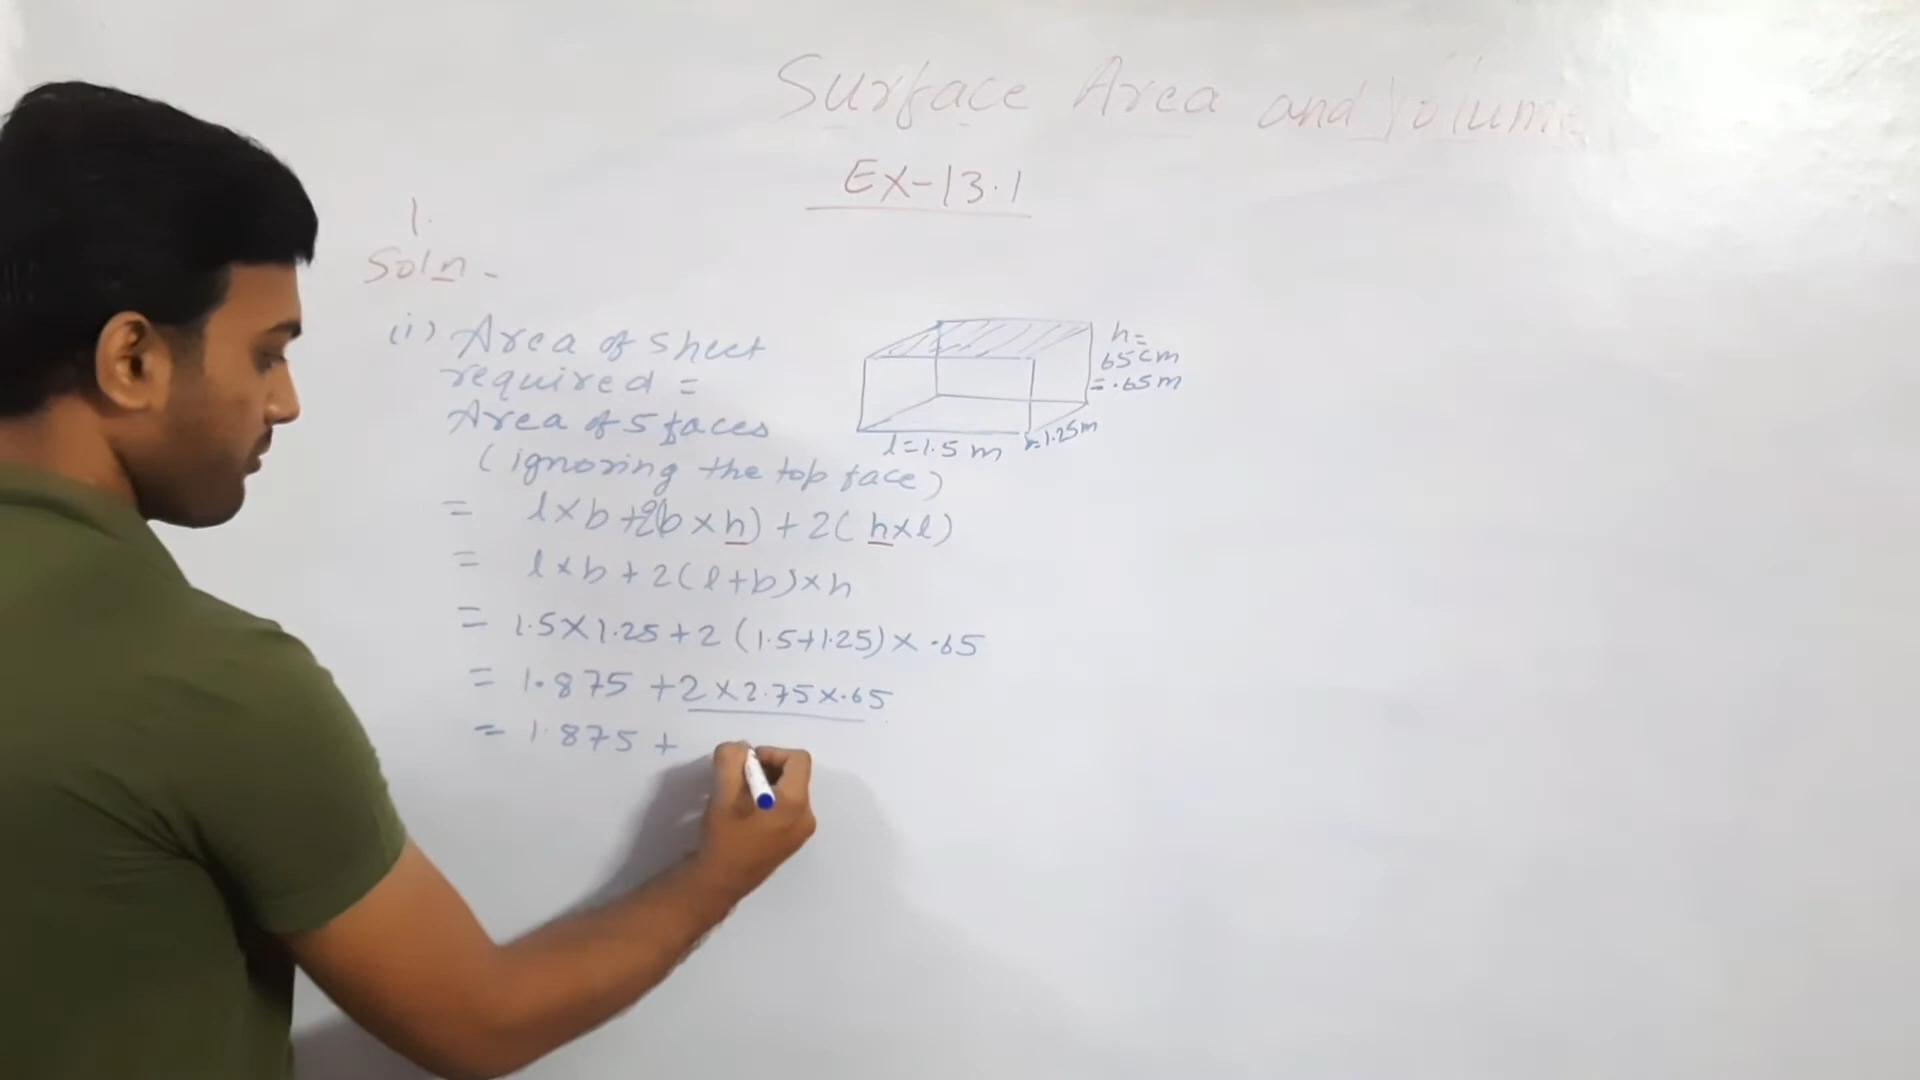 Surface Area and Volume
Ex-13.1
1.
Soln -
(i) Area of sheet
required =
Area of 5 faces
(ignoring the top face)
= l×b+2(b×h)+2(h×l)
= l×b+2(l+b)×h
= 1.5×1.25+2(1.5+1.25)×.65
= 1.875+2×2.75×.65
= 1.875+
h=
65cm
=.65m
l=1.5m
b=1.25m